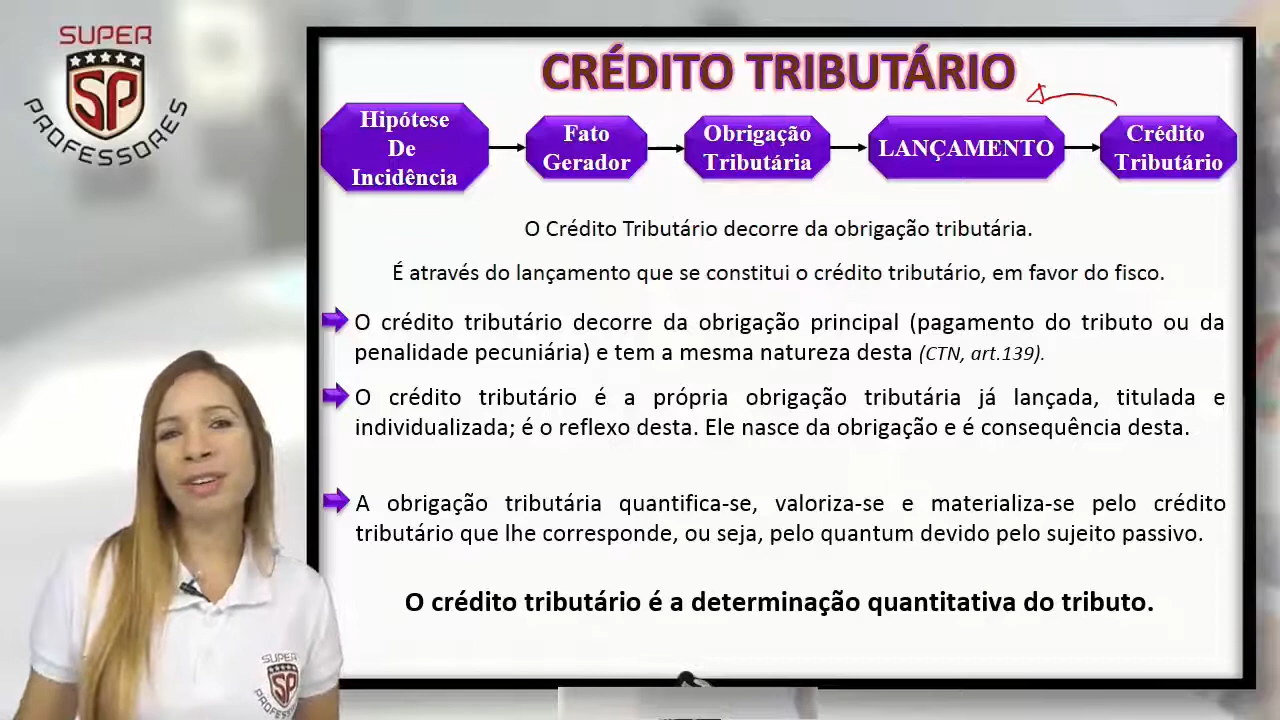 SUPER
SP
PROFESSORES
CRÉDITO TRIBUTÁRIO
Hipótese
De
Incidência
Fato
Gerador
Obrigação
Tributária
LANÇAMENTO
Crédito
Tributário
O Crédito Tributário decorre da obrigação tributária.
É através do lançamento que se constitui o crédito tributário, em favor do fisco.
O crédito tributário decorre da obrigação principal (pagamento do tributo ou da
penalidade pecuniária) e tem a mesma natureza desta (CTN, art.139).
O crédito tributário é a própria obrigação tributária já lançada, titulada e
individualizada; é o reflexo desta. Ele nasce da obrigação e é consequência desta.
A obrigação tributária quantifica-se, valoriza-se e materializa-se pelo crédito
tributário que lhe corresponde, ou seja, pelo quantum devido pelo sujeito passivo.
O crédito tributário é a determinação quantitativa do tributo.
SUPER
SP
PROFESSORES